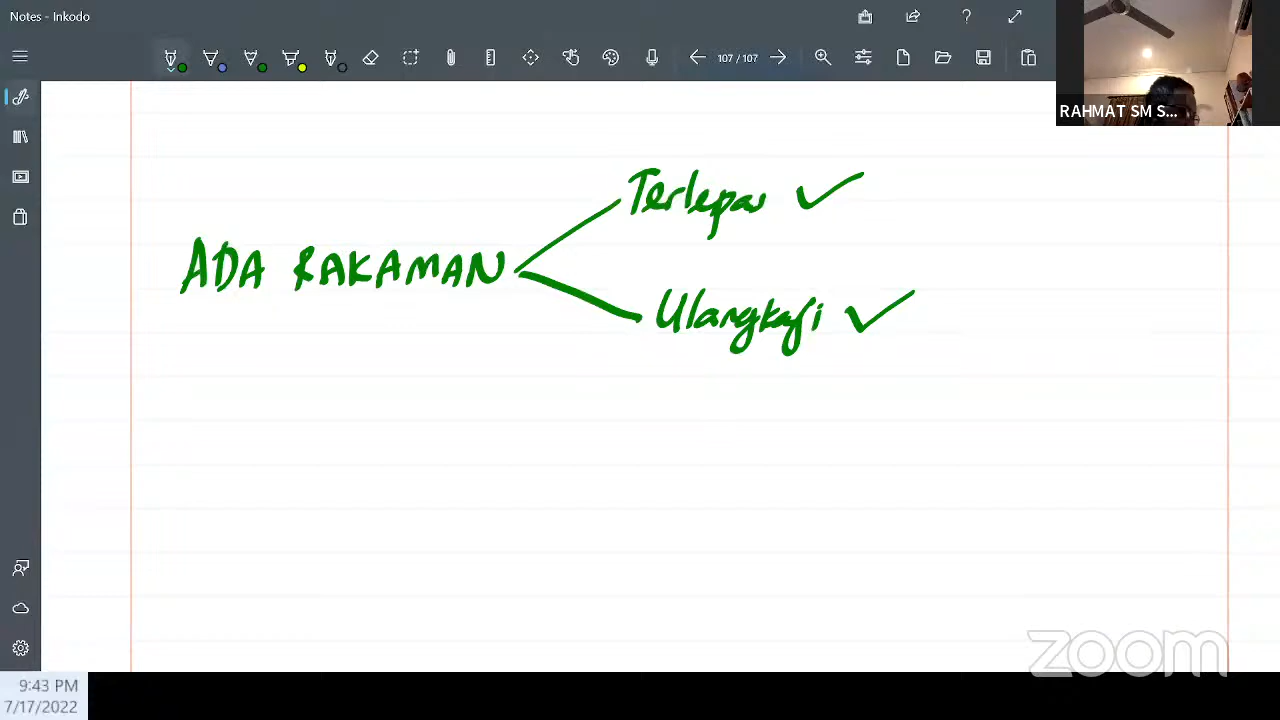 Notes - Inkodo
107 / 107
RAHMAT SM S...
Terlepas ✓
ADA RAKAMAN
Ulangkaji ✓
zoom
9:43 PM
7/17/2022